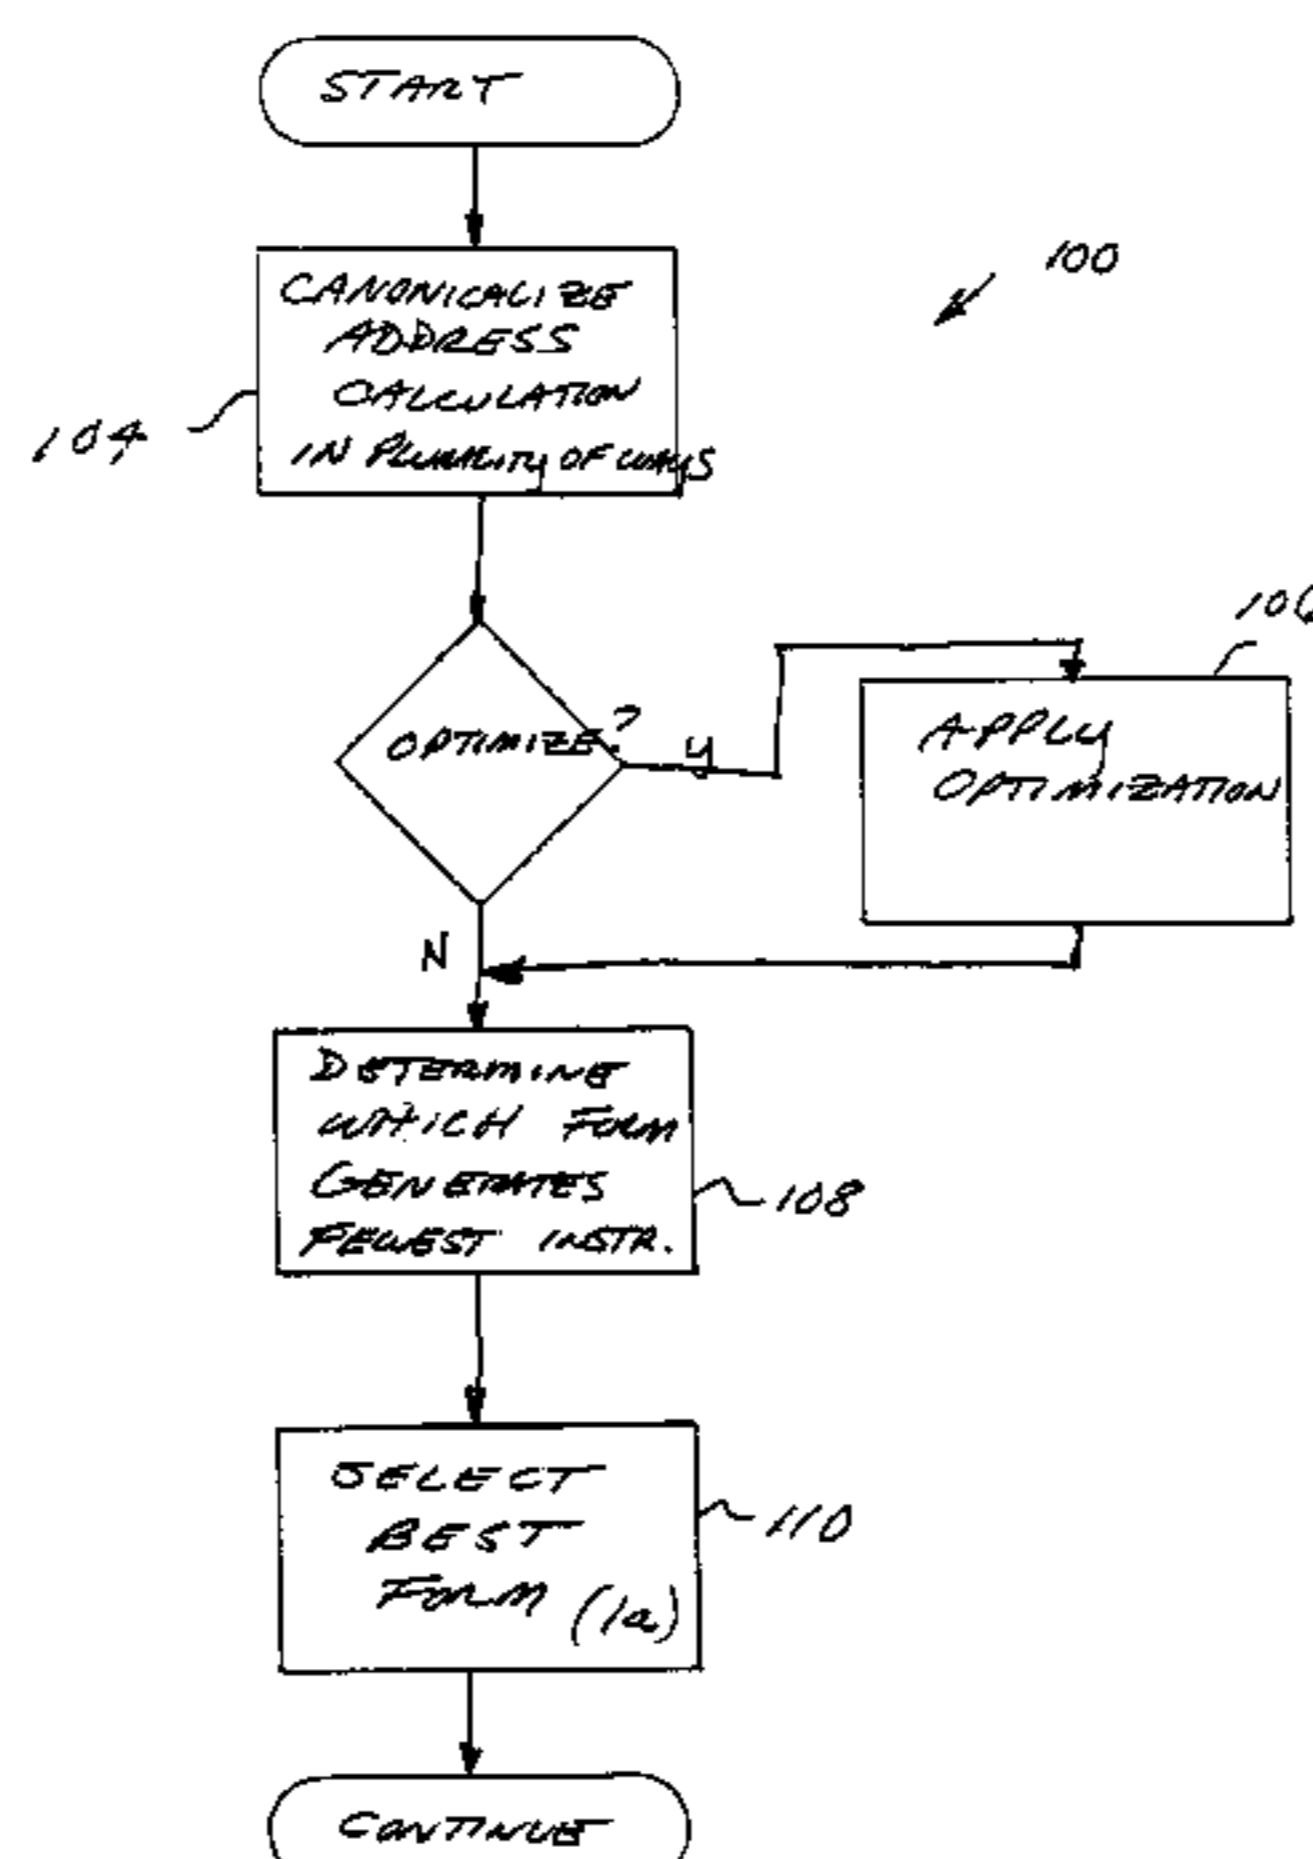 START
100
CANONICALIZE
ADDRESS
CALCULATION
IN PLURALITY OF WAYS
104
OPTIMIZE?
Y
APPLY
OPTIMIZATION
N
DETERMINE
WHICH FORM
GENERATES
FEWEST INSTR.
108
SELECT
BEST
FORM (1a)
110
CONTINUE